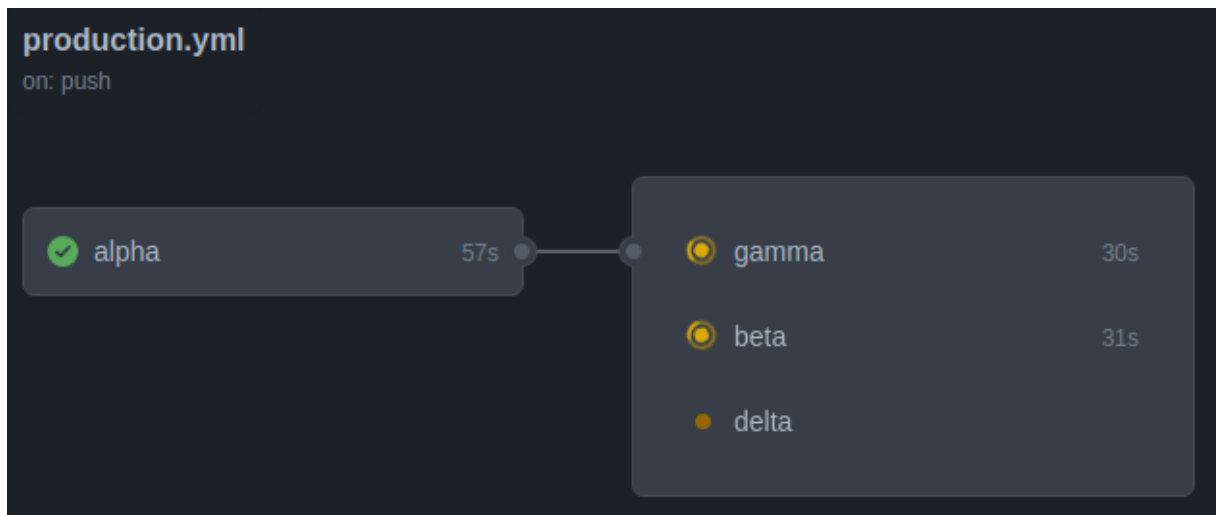 production.yml
on: push
alpha 57s
gamma 30s
beta 31s
delta